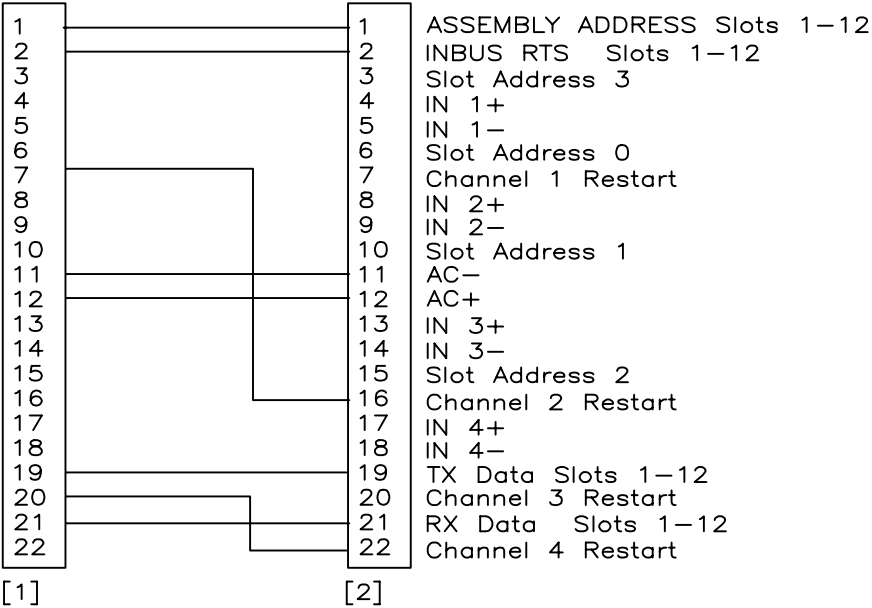 1 1 ASSEMBLY ADDRESS Slots 1-12
2 2 INBUS RTS Slots 1-12
3 3 Slot Address 3
4 4 IN 1+
5 5 IN 1-
6 6 Slot Address 0
7 7 Channel 1 Restart
8 8 IN 2+
9 9 IN 2-
10 10 Slot Address 1
11 11 AC-
12 12 AC+
13 13 IN 3+
14 14 IN 3-
15 15 Slot Address 2
16 16 Channel 2 Restart
17 17 IN 4+
18 18 IN 4-
19 19 TX Data Slots 1-12
20 20 Channel 3 Restart
21 21 RX Data Slots 1-12
22 22 Channel 4 Restart
[1] [2]